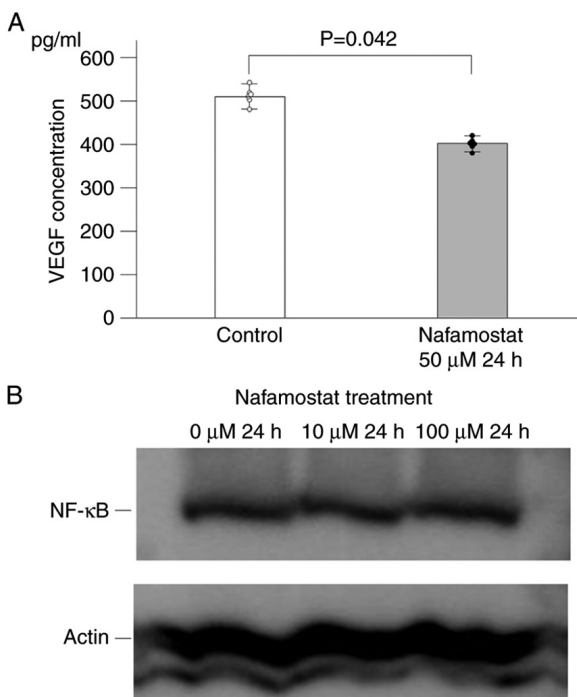 A
pg/ml
P=0.042
600
500
400
300
200
100
0
VEGF concentration
Control
Nafamostat
50 µM 24 h
B
Nafamostat treatment
0 µM 24 h 10 µM 24 h 100 µM 24 h
NF-κB
Actin